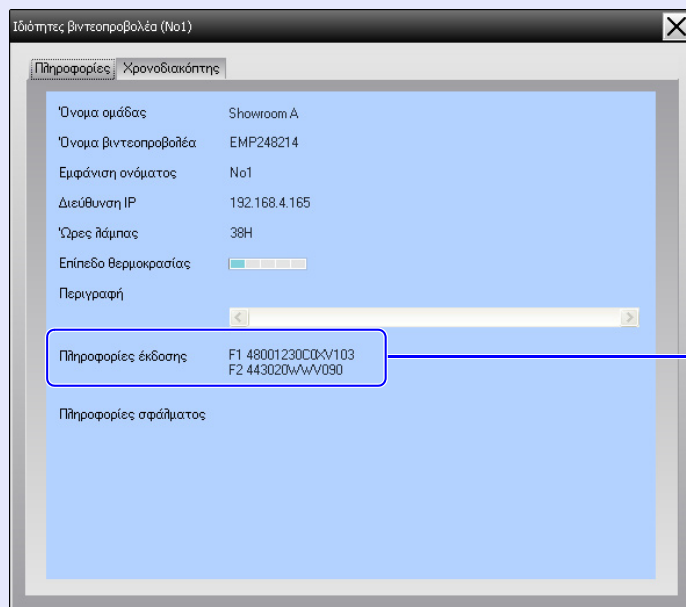 Ιδιότητες βιντεοπροβολέα (No1)
Πληροφορίες Χρονοδιακόπτης
Όνομα ομάδας Showroom A
Όνομα βιντεοπροβολέα EMP248214
Εμφάνιση ονόματος No1
Διεύθυνση IP 192.168.4.165
Ώρες λάμπας 38H
Επίπεδο θερμοκρασίας
Περιγραφή
Πληροφορίες έκδοσης F1 48001230C0XV103
F2 443020WWV090
Πληροφορίες σφάλματος